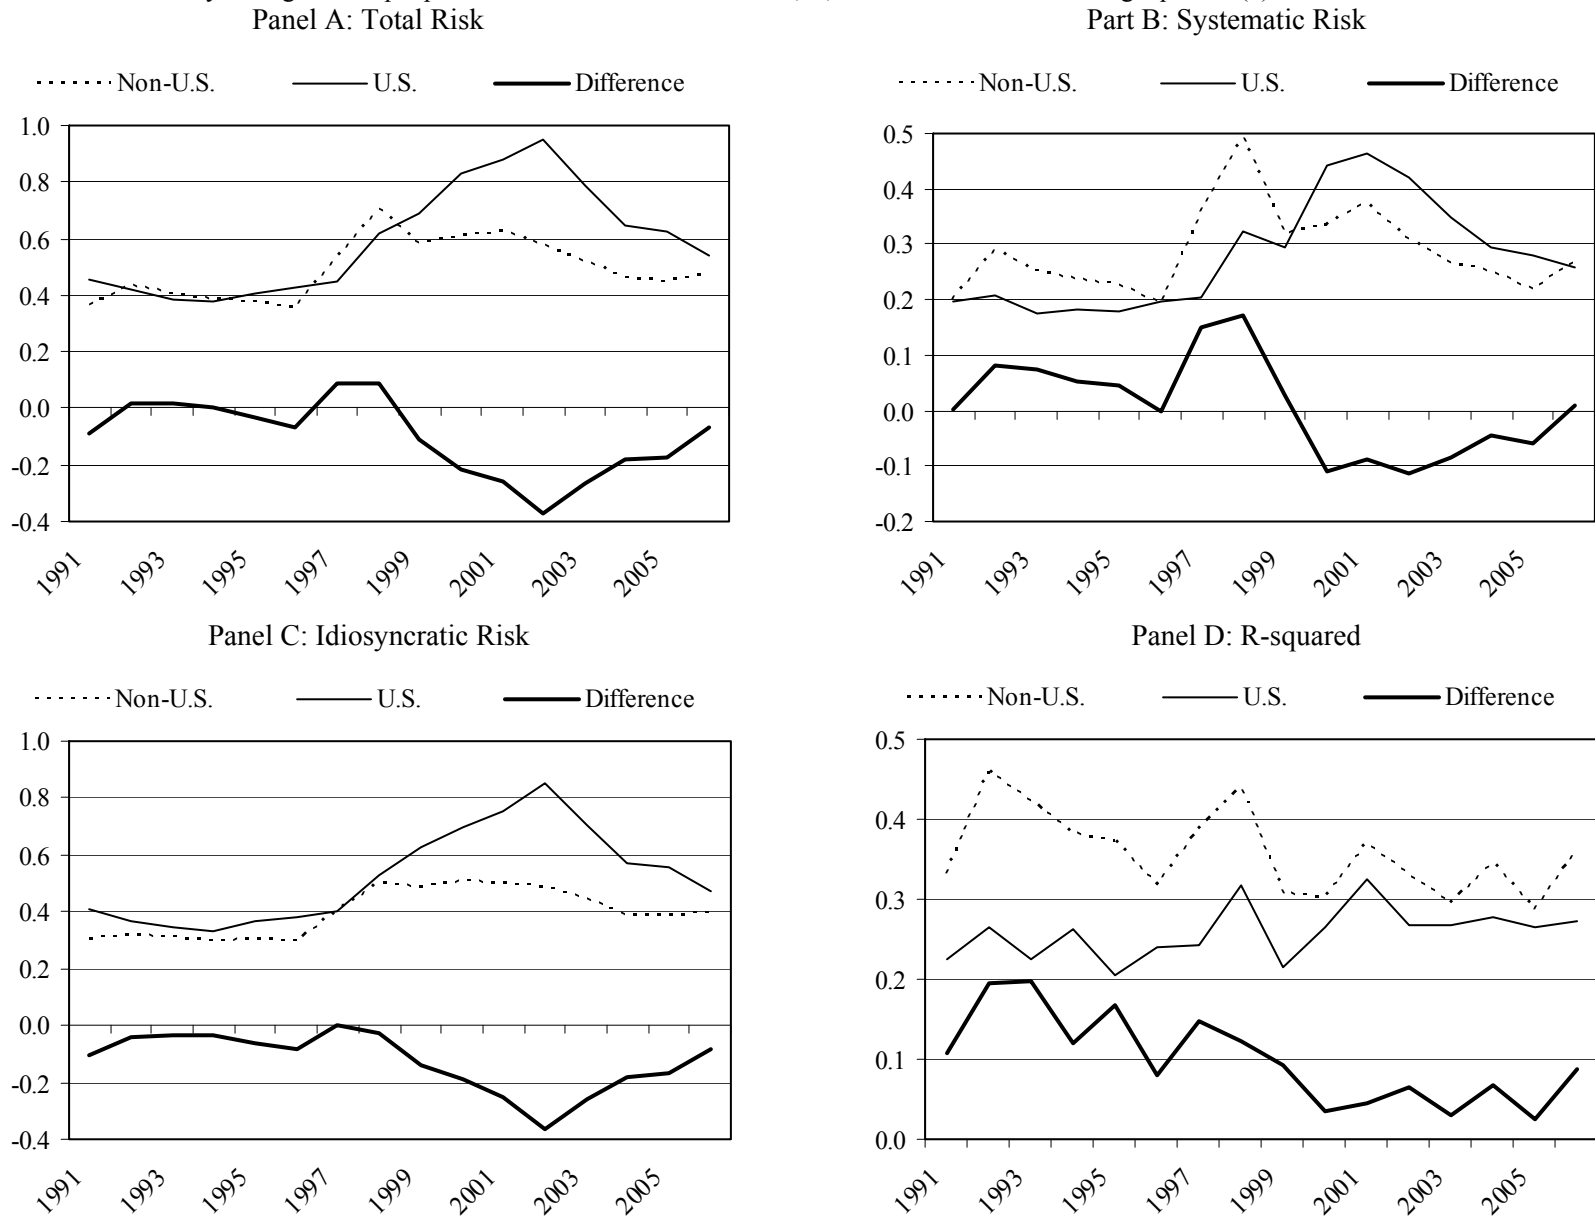 Panel A: Total Risk
Non-U.S. U.S. Difference
1.0
0.8
0.6
0.4
0.2
0.0
-0.2
-0.4
1991 1993 1995 1997 1999 2001 2003 2005
Part B: Systematic Risk
Non-U.S. U.S. Difference
0.5
0.4
0.3
0.2
0.1
0.0
-0.1
-0.2
1991 1993 1995 1997 1999 2001 2003 2005
Panel C: Idiosyncratic Risk
Non-U.S. U.S. Difference
1.0
0.8
0.6
0.4
0.2
0.0
-0.2
-0.4
1991 1993 1995 1997 1999 2001 2003 2005
Panel D: R-squared
Non-U.S. U.S. Difference
0.5
0.4
0.3
0.2
0.1
0.0
1991 1993 1995 1997 1999 2001 2003 2005